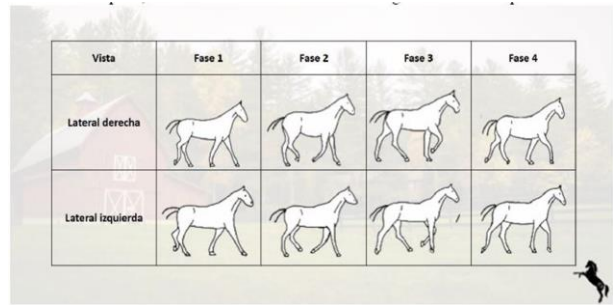 Vista Fase 1 Fase 2 Fase 3 Fase 4
Lateral derecha
Lateral izquierda